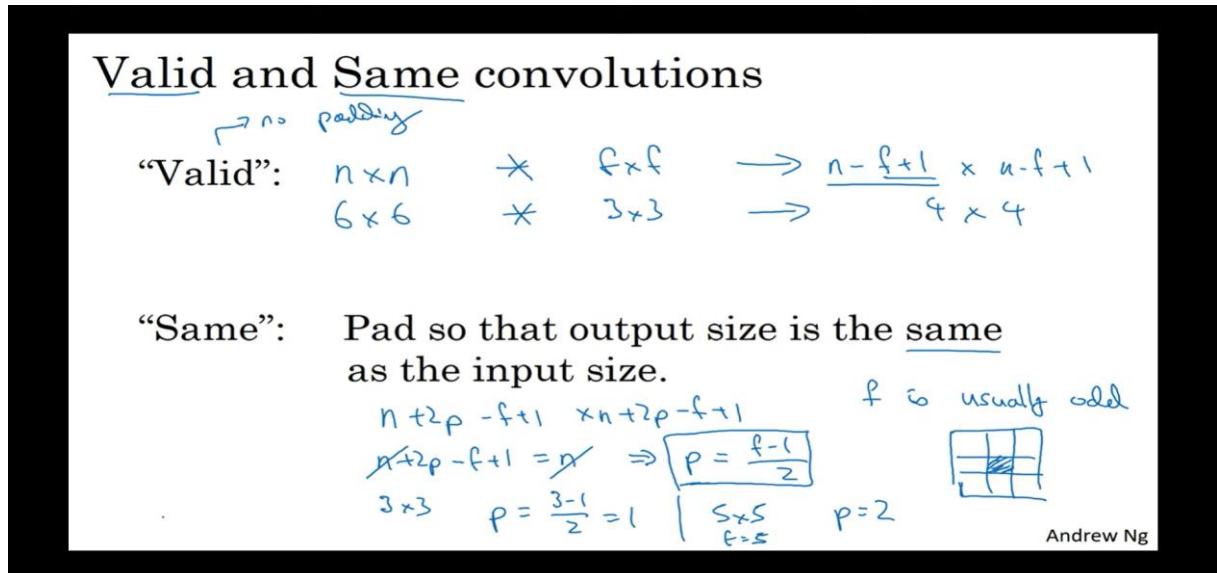 Valid and Same convolutions
→ no padding
“Valid”: n×n * f×f → n-f+1 × n-f+1
6×6 * 3×3 → 4 × 4
“Same”: Pad so that output size is the same
as the input size.
n+2p-f+1 ×n+2p-f+1
n+2p-f+1 = n ⇒ p = (f-1)/2
3×3 p = (3-1)/2 = 1 | 5×5 p=2
f=5
f is usually odd
Andrew Ng